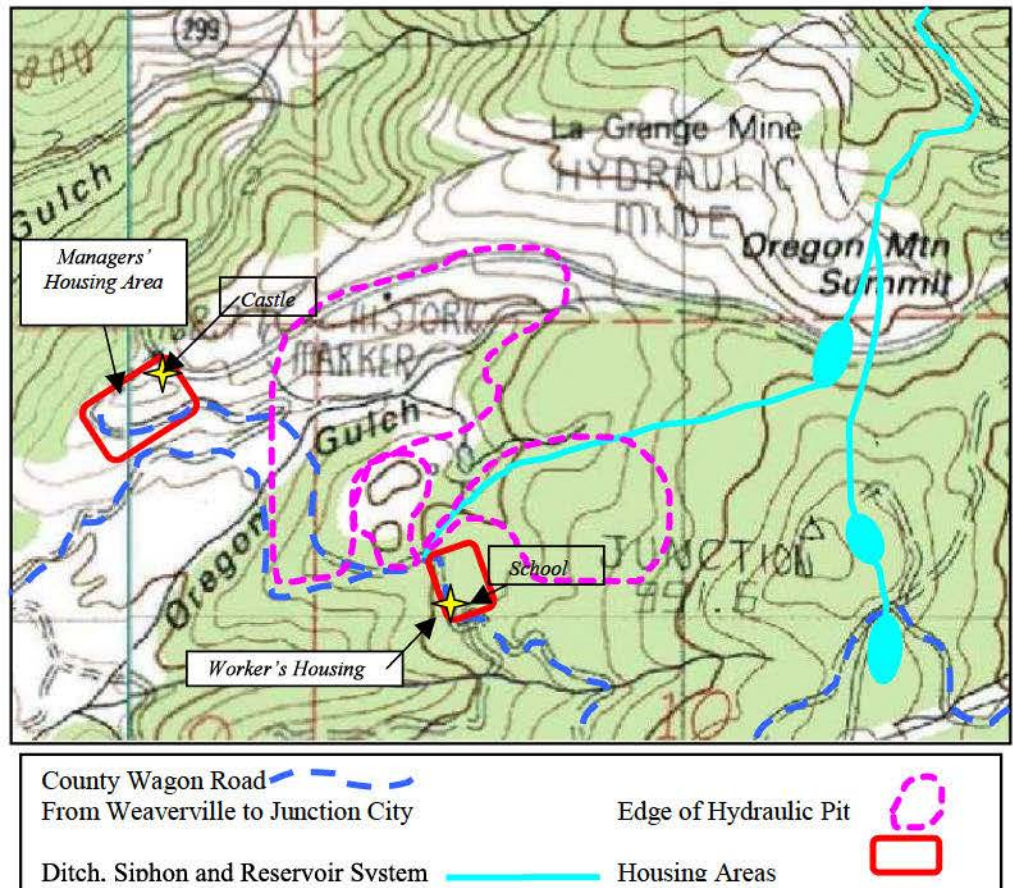 299
La Grange Mine
HYDRAULIC
MINE
Gulch
Oregon Mtn
Summit
Managers'
Housing Area
Castle
HISTORIC
MARKER
Gulch
Oregon
JUNCTION
School
Worker's Housing
10
County Wagon Road
From Weaverville to Junction City
Edge of Hydraulic Pit
Ditch, Siphon and Reservoir System
Housing Areas